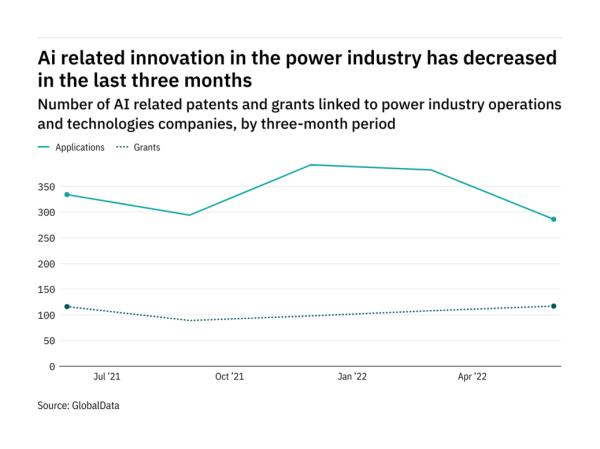 Ai related innovation in the power industry has decreased
in the last three months
Number of AI related patents and grants linked to power industry operations
and technologies companies, by three-month period
Applications Grants
350
300
250
200
150
100
50
0
Jul '21 Oct '21 Jan '22 Apr '22
Source: GlobalData